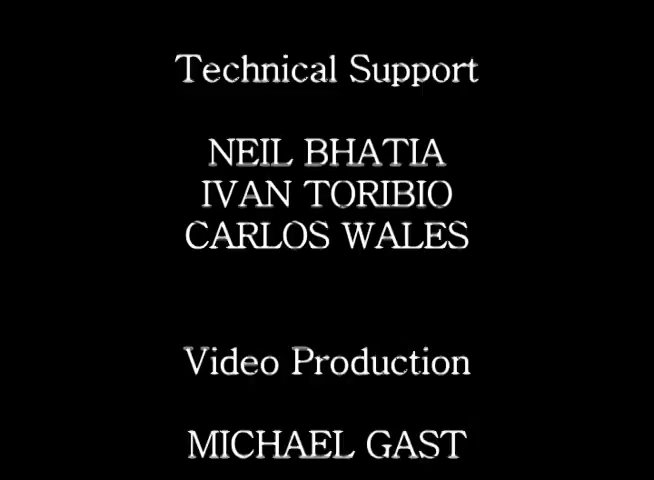 Technical Support
NEIL BHATIA
IVAN TORIBIO
CARLOS WALES
Video Production
MICHAEL GAST